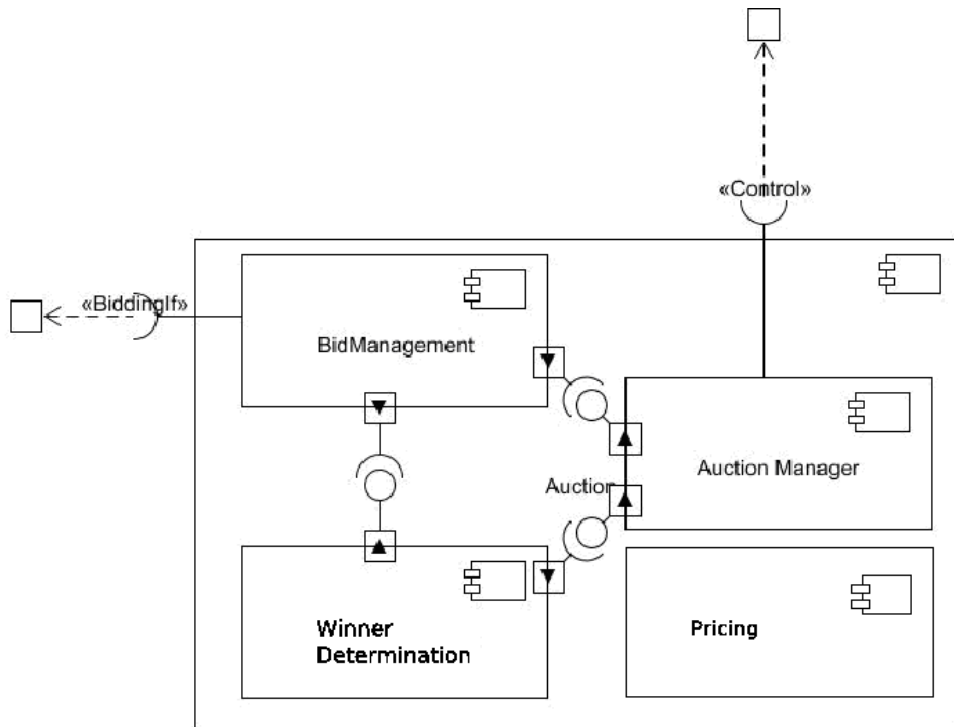 «Control»
«BiddingIf»
BidManagement
Auction Manager
Auction
Winner
Determination
Pricing